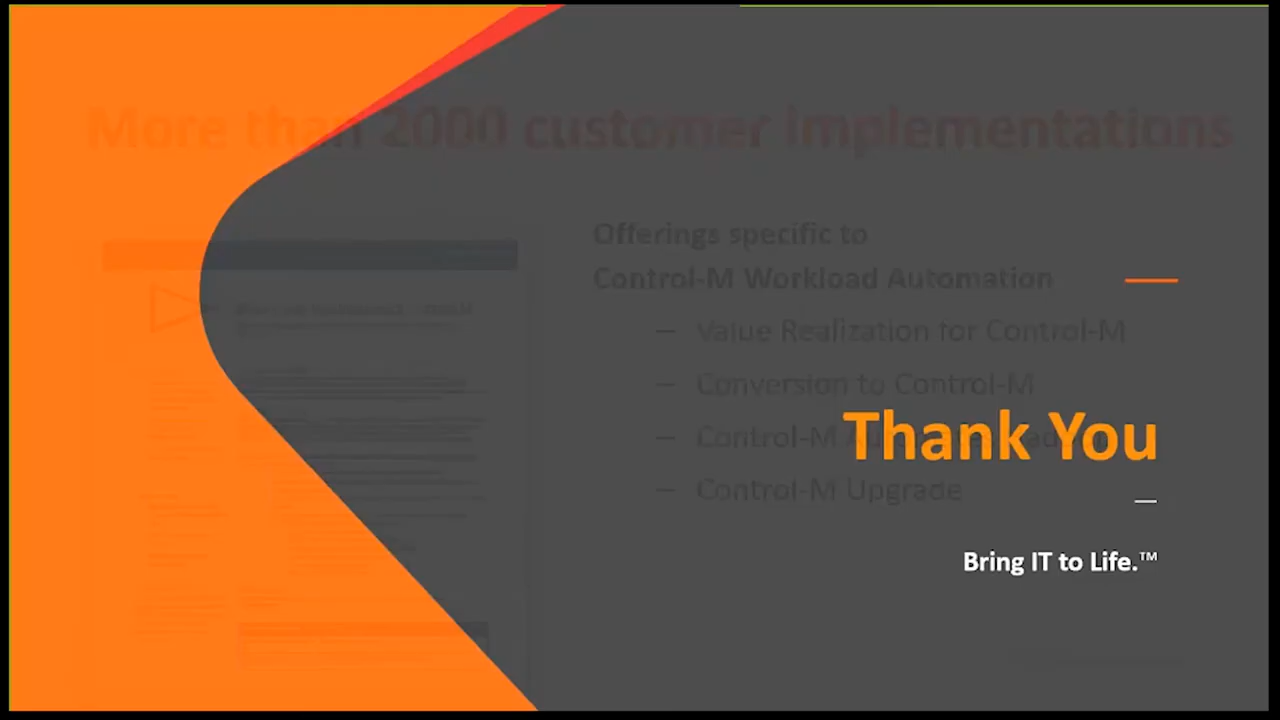 More than 2000 customer implementations
Offerings specific to
Control-M Workload Automation
– Value Realization for Control-M
– Conversion to Control-M
– Control-M
– Control-M Upgrade
Thank You
Bring IT to Life.™